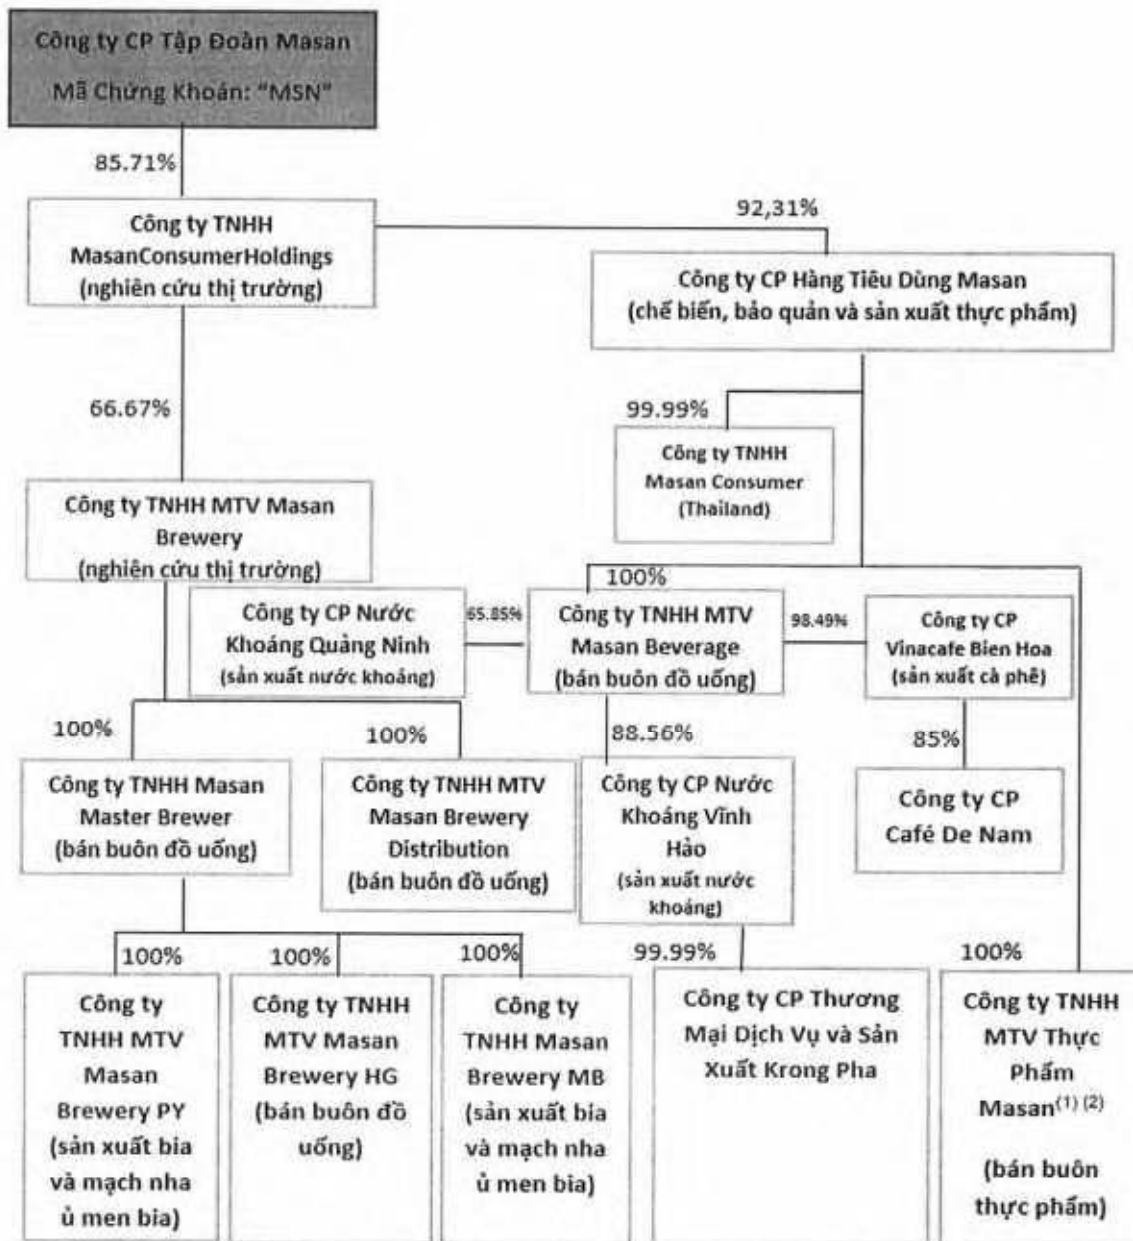 Công ty CP Tập Đoàn Masan
Mã Chứng Khoán: "MSN"
85.71%
92,31%
Công ty TNHH
MasanConsumerHoldings
(nghiên cứu thị trường)
Công ty CP Hàng Tiêu Dùng Masan
(chế biến, bảo quản và sản xuất thực phẩm)
66.67%
99.99%
Công ty TNHH
Masan Consumer
(Thailand)
Công ty TNHH MTV Masan
Brewery
(nghiên cứu thị trường)
100%
Công ty CP Nước
Khoáng Quảng Ninh
(sản xuất nước khoáng)
65.85%
Công ty TNHH MTV
Masan Beverage
(bán buôn đồ uống)
98.49%
Công ty CP
Vinacafe Bien Hoa
(sản xuất cà phê)
100%
100%
88.56%
85%
Công ty TNHH Masan
Master Brewer
(bán buôn đồ uống)
Công ty TNHH MTV
Masan Brewery
Distribution
(bán buôn đồ uống)
Công ty CP Nước
Khoáng Vĩnh
Hảo
(sản xuất nước
khoáng)
Công ty CP
Café De Nam
100%
100%
100%
99.99%
100%
Công ty
TNHH MTV
Masan
Brewery PY
(sản xuất bia
và mạch nha
ủ men bia)
Công ty TNHH
MTV Masan
Brewery HG
(bán buôn đồ
uống)
Công ty
TNHH Masan
Brewery MB
(sản xuất bia
và mạch nha
ủ men bia)
Công ty CP Thương
Mại Dịch Vụ và Sản
Xuất Krong Pha
Công ty TNHH
MTV Thực
Phẩm
Masan⁽¹⁾ ⁽²⁾
(bán buôn
thực phẩm)